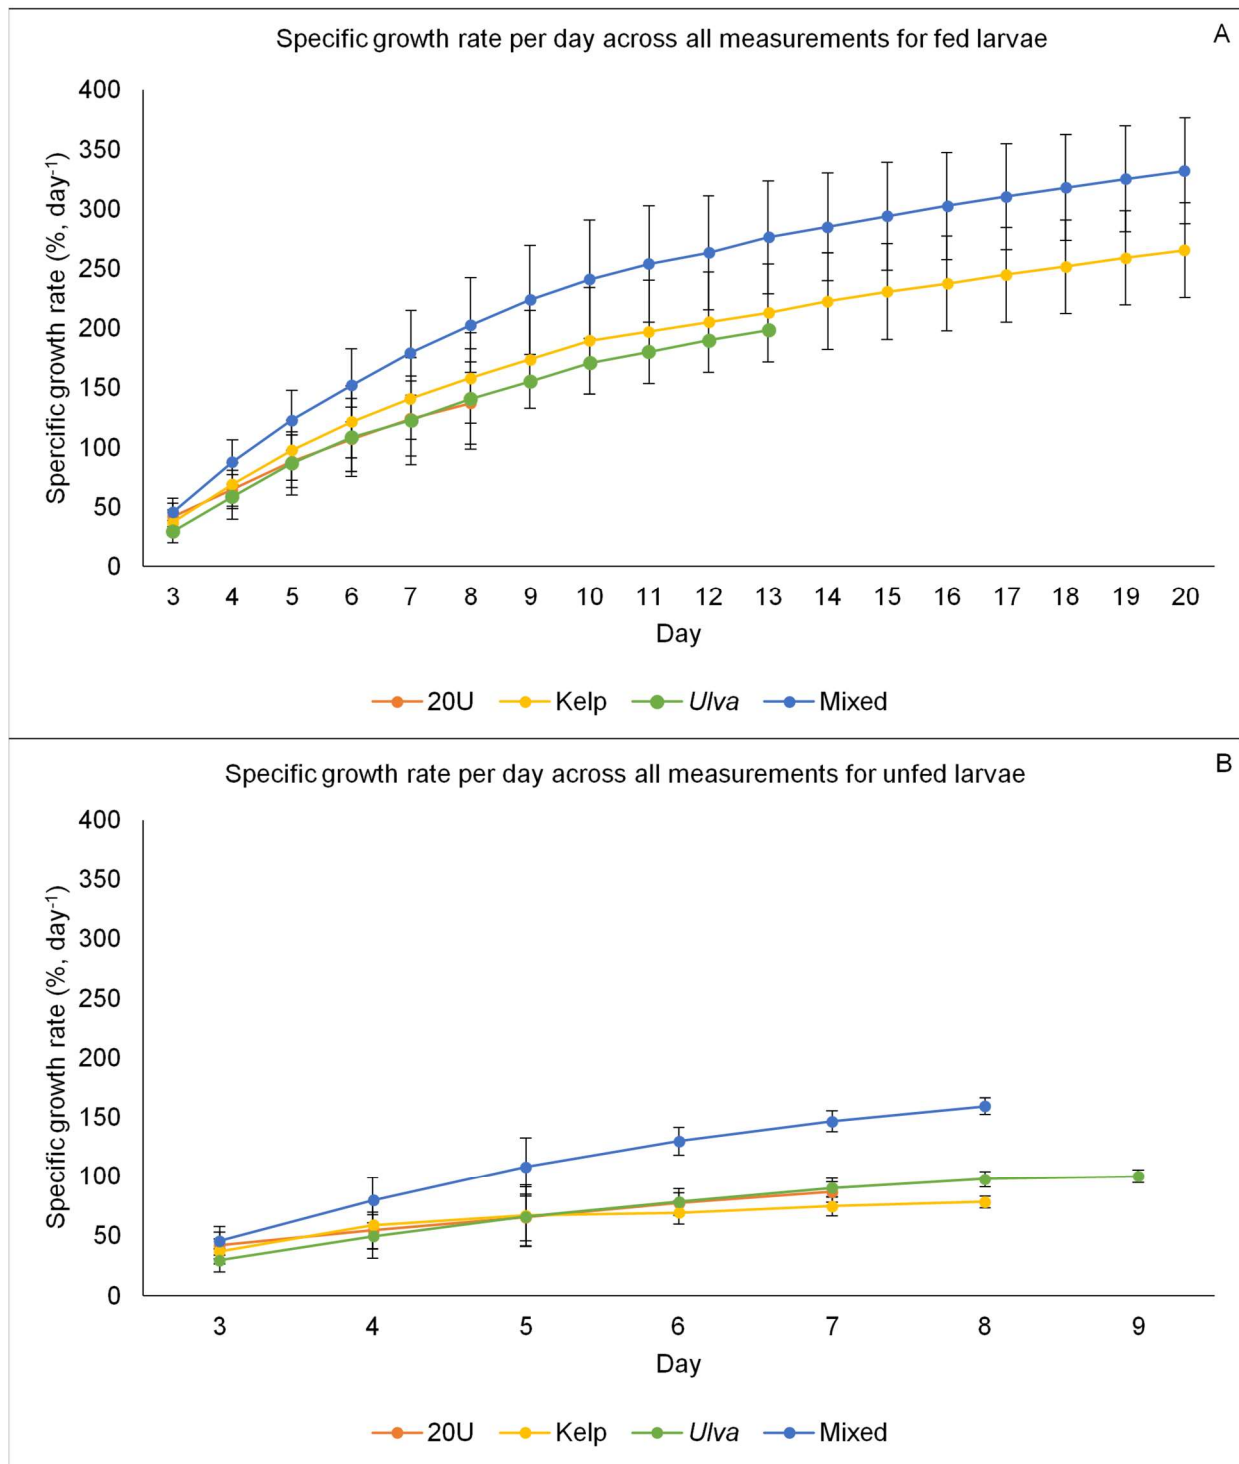 Specific growth rate per day across all measurements for fed larvae
A
Spercific growth rate (%, day-1)
400
350
300
250
200
150
100
50
0
3 4 5 6 7 8 9 10 11 12 13 14 15 16 17 18 19 20
Day
20U Kelp Ulva Mixed
Specific growth rate per day across all measurements for unfed larvae
B
Specific growth rate (%, day-1)
400
350
300
250
200
150
100
50
0
3 4 5 6 7 8 9
Day
20U Kelp Ulva Mixed